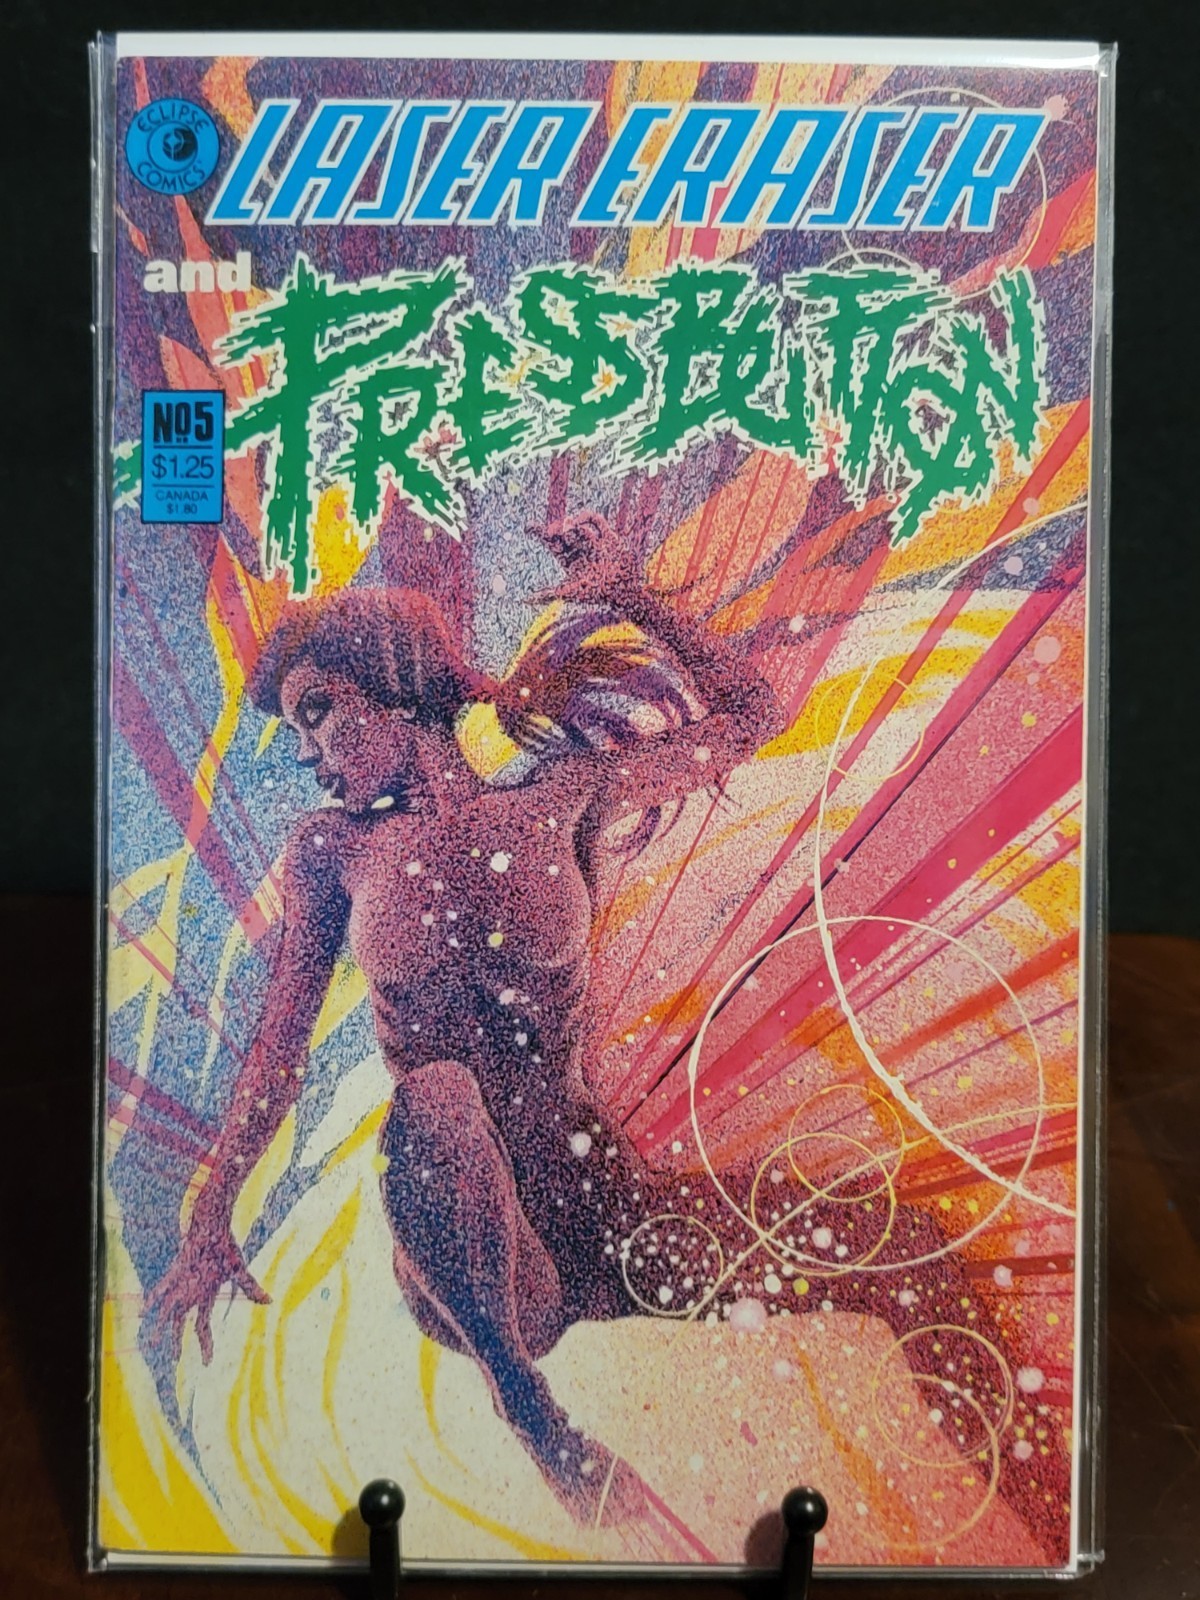 ECLIPSE
COMICS
LASER ERASER
and
PRESSBUTTON
No5
$1.25
CANADA
$1.80